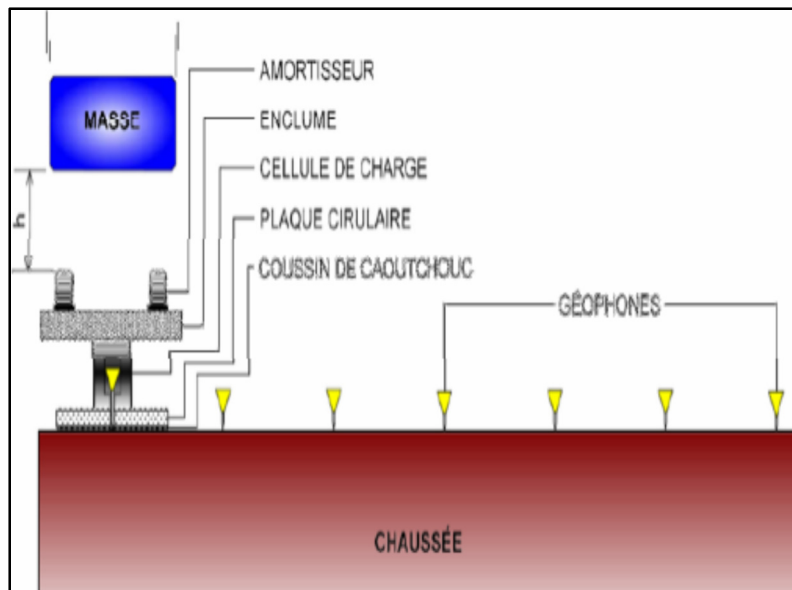 AMORTISSEUR
MASSE
ENCLUME
CELLULE DE CHARGE
h
PLAQUE CIRULAIRE
COUSSIN DE CAOUTCHOUC
GÉOPHONES
CHAUSSÉE